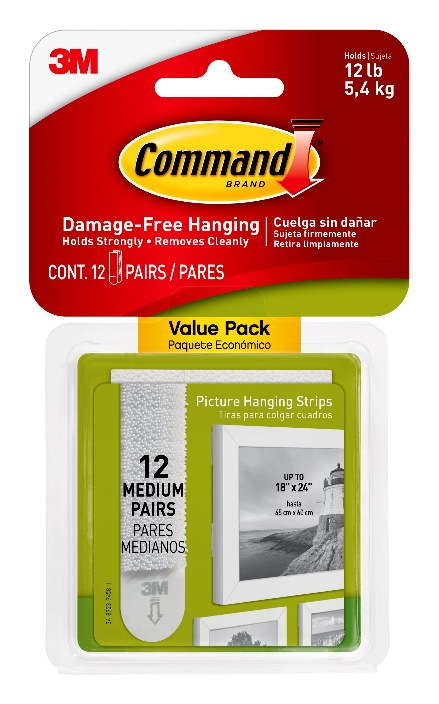 3M
Holds | Sujeta
12 lb
5,4 kg
Command
BRAND
Damage-Free Hanging
Holds Strongly • Removes Cleanly
Cuelga sin dañar
Sujeta firmemente
Retira limpiamente
CONT. 12 PAIRS / PARES
Value Pack
Paquete Económico
Picture Hanging Strips
Tiras para colgar cuadros
12
MEDIUM
PAIRS
PARES
MEDIANOS
UP TO
18" x 24"
hasta
45 cm x 60 cm
3M